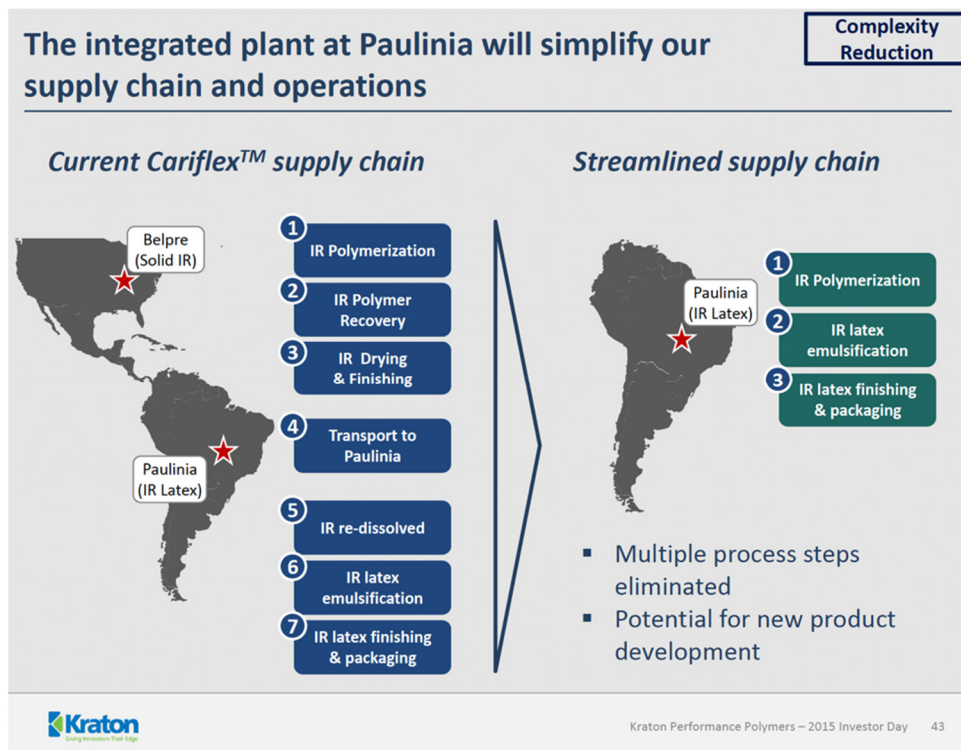 The integrated plant at Paulinia will simplify our
supply chain and operations
Complexity
Reduction
Current Cariflex™ supply chain
Belpre
(Solid IR)
Paulinia
(IR Latex)
1
IR Polymerization
2
IR Polymer
Recovery
3
IR Drying
& Finishing
4
Transport to
Paulinia
5
IR re-dissolved
6
IR latex
emulsification
7
IR latex finishing
& packaging
Streamlined supply chain
Paulinia
(IR Latex)
1
IR Polymerization
2
IR latex
emulsification
3
IR latex finishing
& packaging
▪ Multiple process steps
eliminated
▪ Potential for new product
development
Kraton
Giving Innovators Their Edge
Kraton Performance Polymers – 2015 Investor Day 43